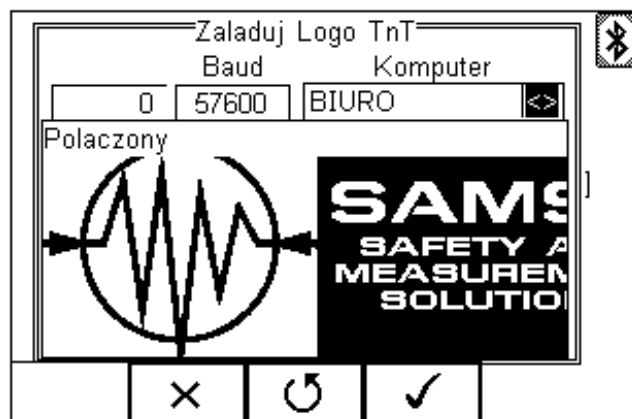 Zaladuj Logo TnT
Baud Komputer
0 57600 BIURO <>
Polaczony
SAMS
SAFETY A
MEASUREM
SOLUTIO